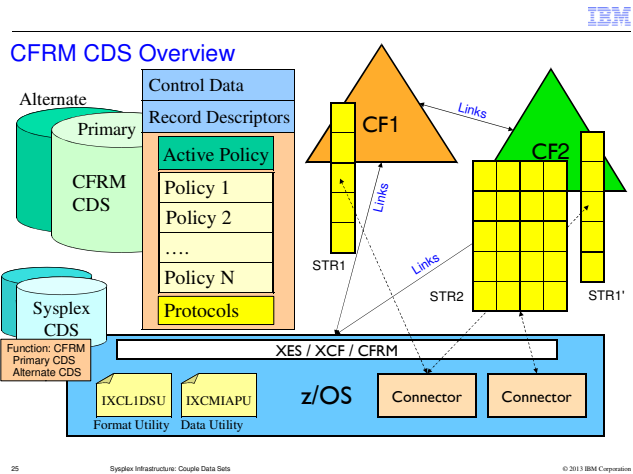 IBM
CFRM CDS Overview
Alternate
Primary
CFRM
CDS
Control Data
Record Descriptors
Active Policy
Policy 1
Policy 2
....
Policy N
Protocols
CF1
Links
CF2
Links
Links
STR1
STR2
STR1'
Sysplex
CDS
Function: CFRM
Primary CDS
Alternate CDS
XES / XCF / CFRM
IXCL1DSU
Format Utility
IXCMIAPU
Data Utility
z/OS
Connector
Connector
25
Sysplex Infrastructure: Couple Data Sets
© 2013 IBM Corporation